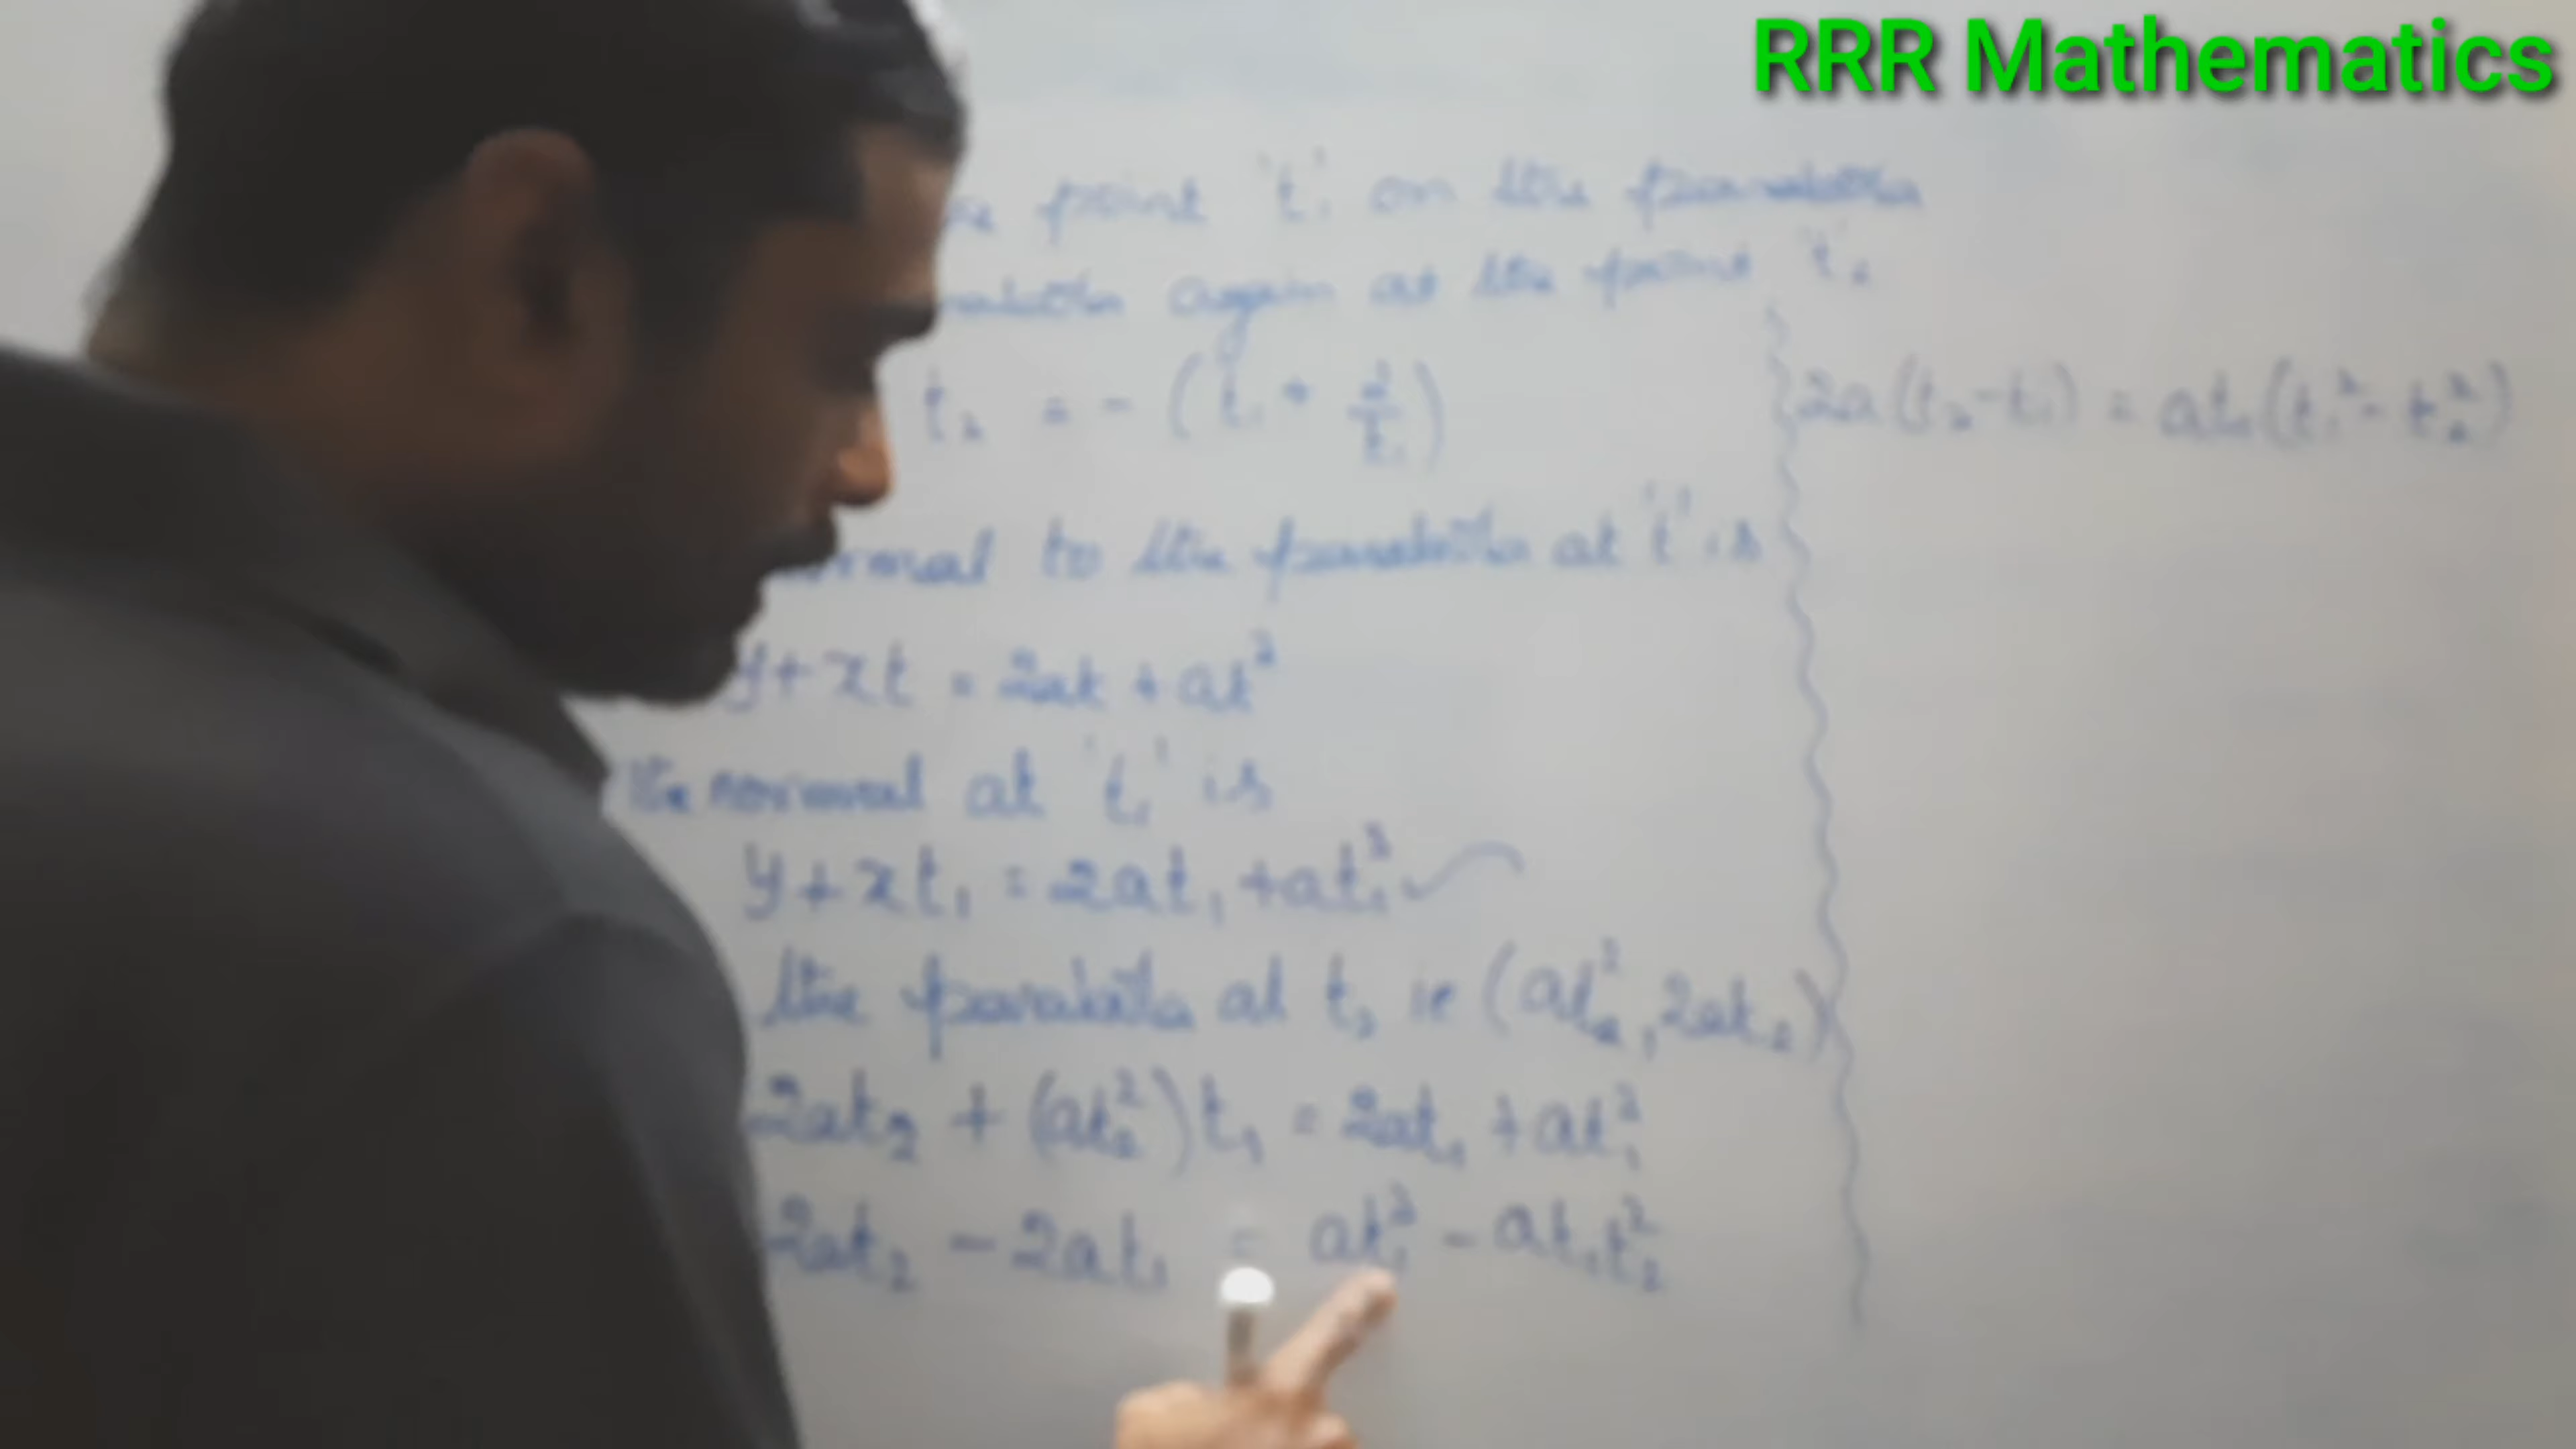 RRR Mathematics
point 't₁' on the parabola
again at the point 't₂'
t₂ = - (t₁ + 2/t₁)
normal to the parabola at 't' is
y + xt = 2at + at³
the normal at 't₁' is
y + xt₁ = 2at₁ + at₁³
the parabola at t₂ ie (at₂², 2at₂)
2at₂ + (at₂²)t₁ = 2at₁ + at₁³
2at₂ - 2at₁ = at₁³ - at₁t₂²
2a(t₂-t₁) = at₁(t₁² - t₂²)